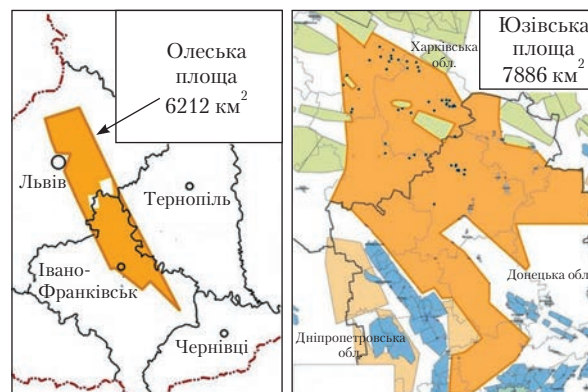 Олеська
площа
6212 км²
Львів
Тернопіль
Івано-
Франківськ
Чернівці
Юзівська
площа
7886 км²
Харківська
обл.
Донецька обл
Дніпропетровська
обл.